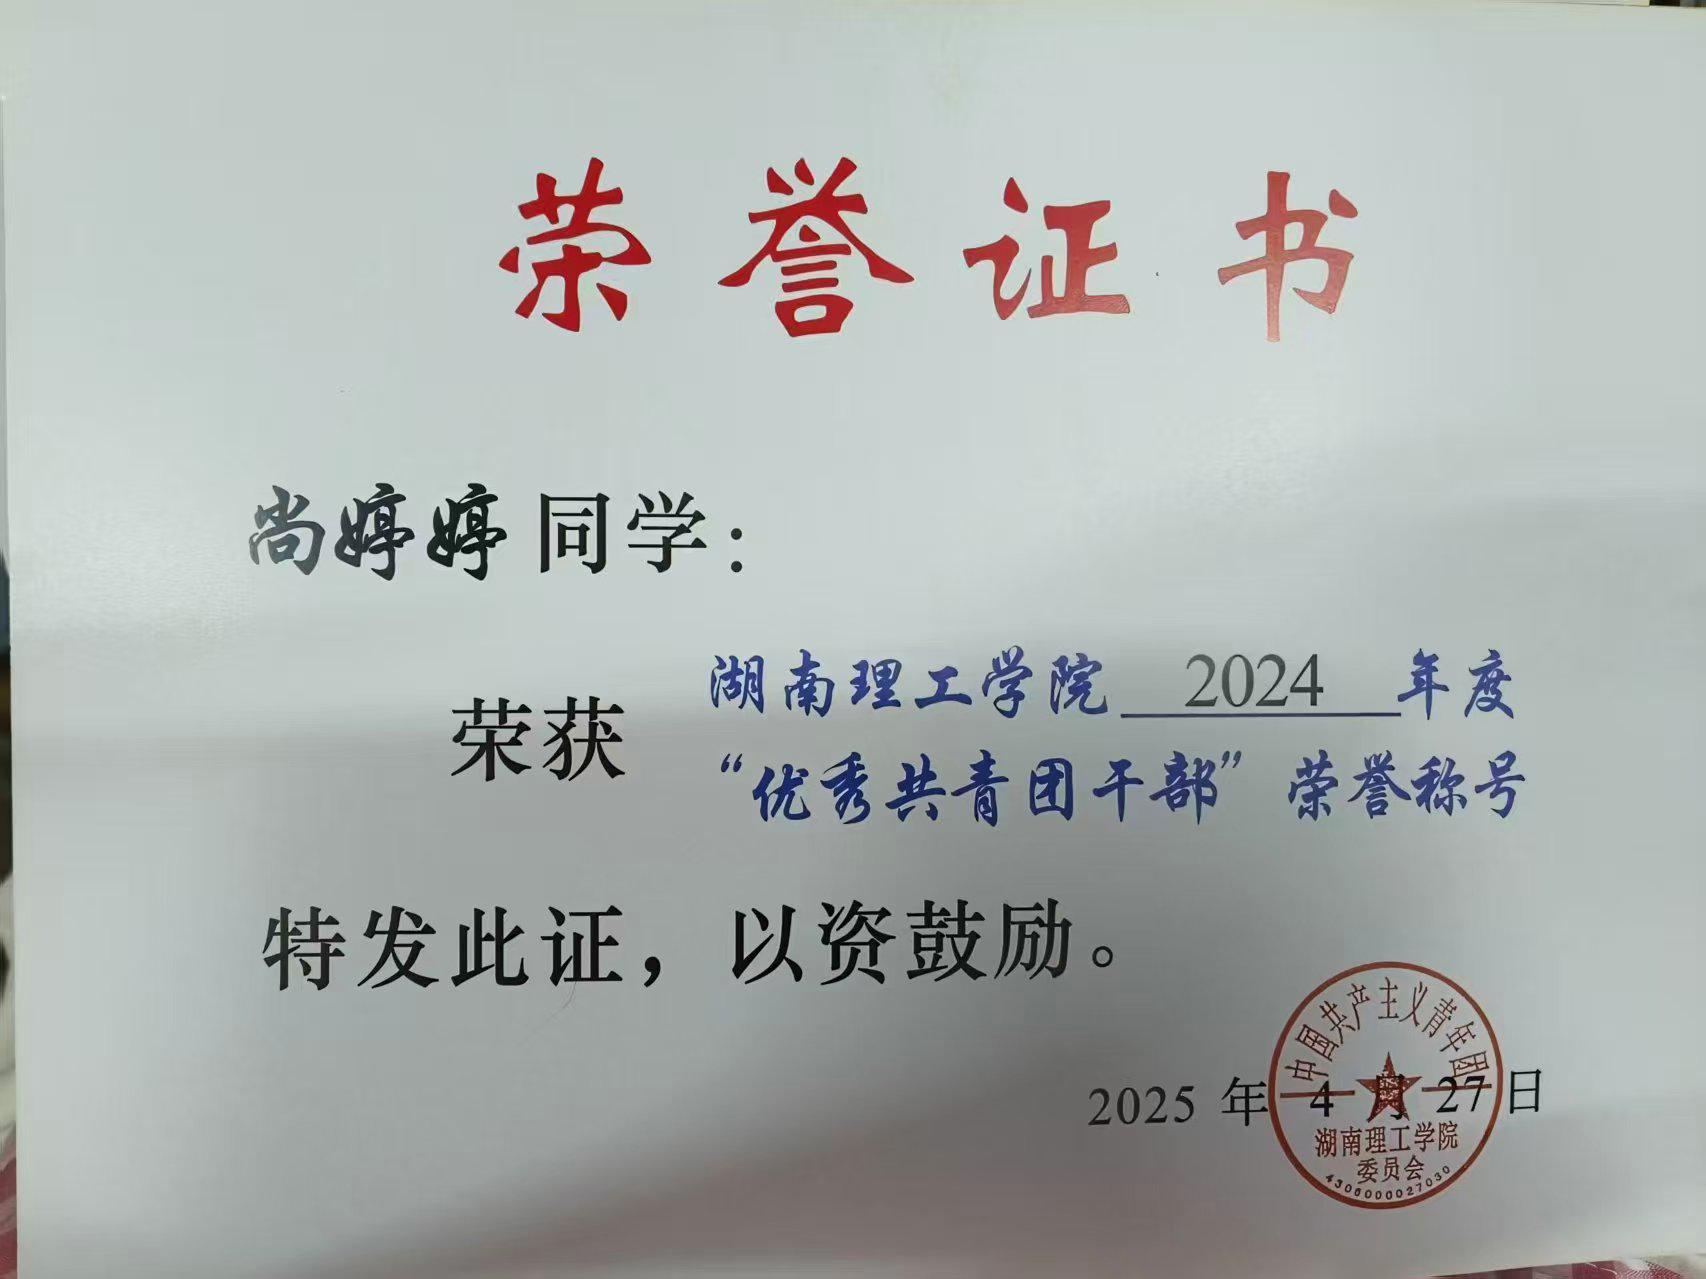 荣誉证书
尚婷婷同学：
荣获
湖南理工学院 2024 年度
“优秀共青团干部”荣誉称号
特发此证，以资鼓励。
2025 年 4 月 27 日
中国共产主义青年团
湖南理工学院
委员会
4306000027030